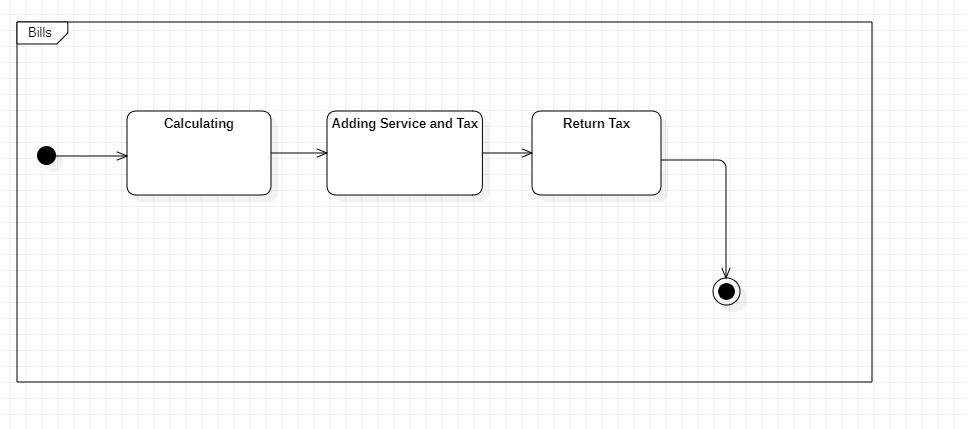 Bills
Calculating
Adding Service and Tax
Return Tax